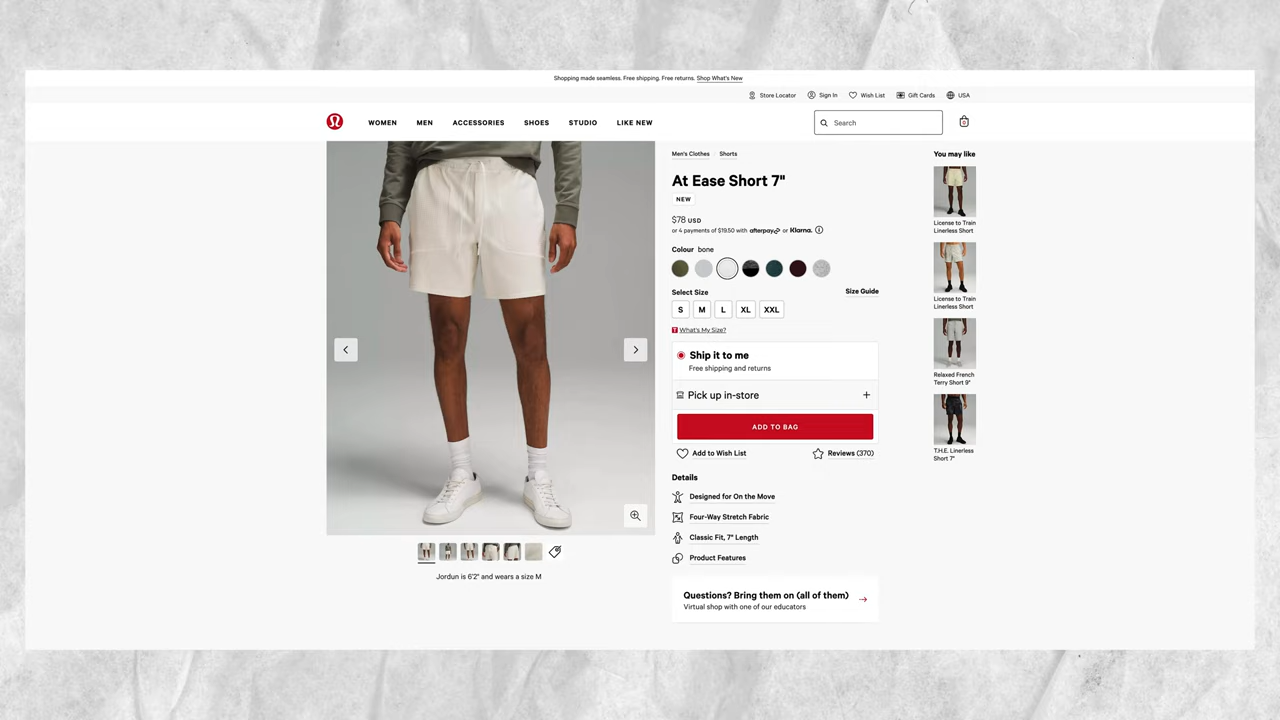 Shopping made seamless. Free shipping. Free returns. Shop What's New
Store Locator Sign In Wish List Gift Cards USA
WOMEN MEN ACCESSORIES SHOES STUDIO LIKE NEW
Search
0
Men's Clothes Shorts
At Ease Short 7"
NEW
$78 USD
or 4 payments of $19.50 with afterpay or Klarna.
Colour bone
Select Size Size Guide
S M L XL XXL
What's My Size?
Ship it to me
Free shipping and returns
Pick up in-store
ADD TO BAG
Add to Wish List Reviews (370)
Details
Designed for On the Move
Four-Way Stretch Fabric
Classic Fit, 7" Length
Product Features
Questions? Bring them on (all of them)
Virtual shop with one of our educators
Jordun is 6'2" and wears a size M
You may like
License to Train
Linerless Short
License to Train
Linerless Short
Relaxed French
Terry Short 9"
T.H.E. Linerless
Short 7"